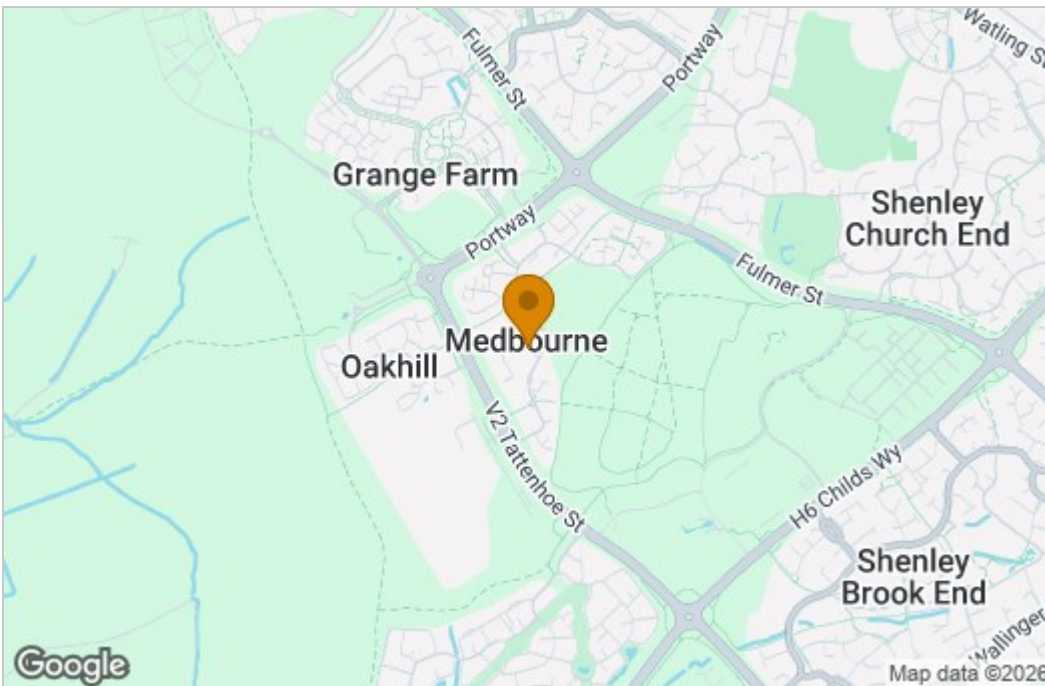 Watling St
Fulmer St
Portway
Grange Farm
Shenley
Church End
Portway
Fulmer St
Medbourne
Oakhill
V2 Tattenhoe St
H6 Childs Wy
Shenley
Brook End
Wallinger
Google
Map data ©2026